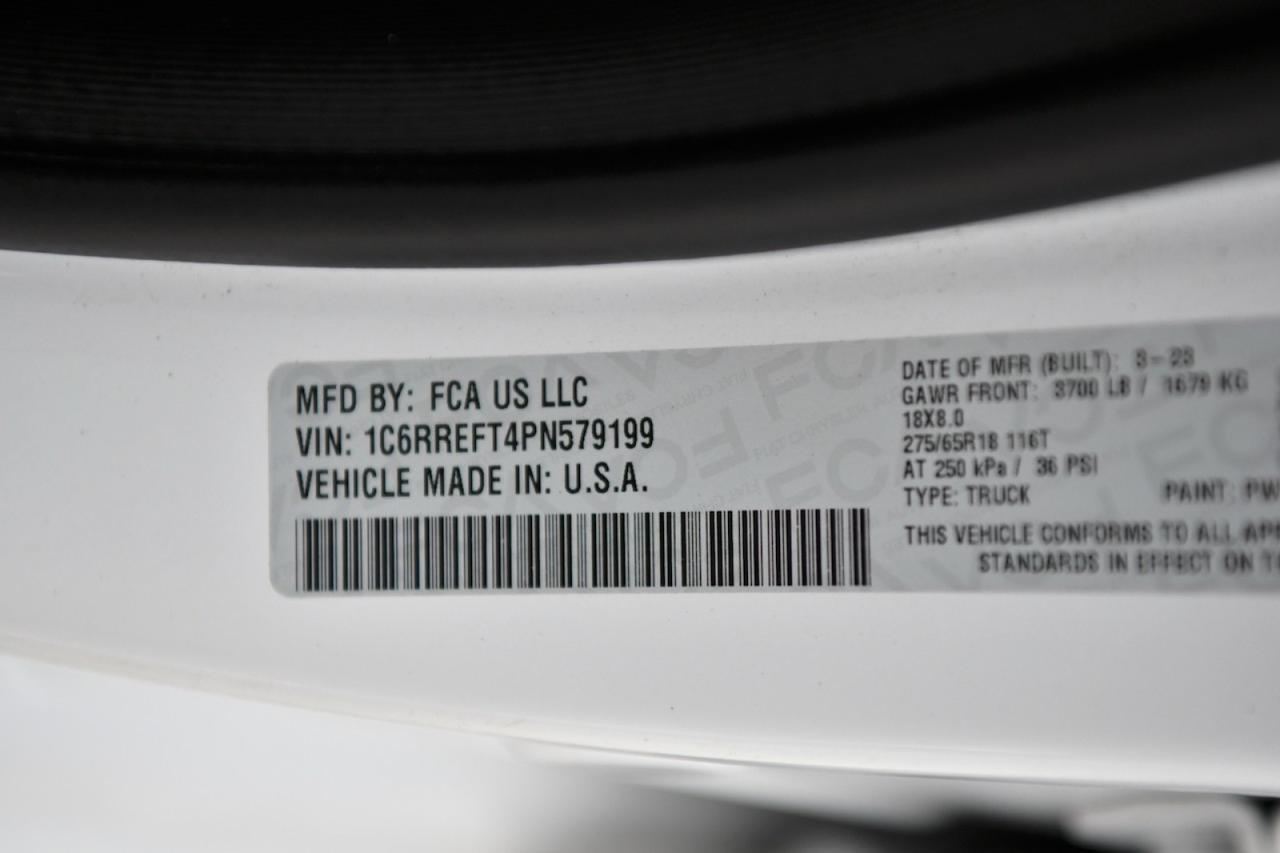 MFD BY: FCA US LLC
VIN: 1C6RREFT4PN579199
VEHICLE MADE IN: U.S.A.
DATE OF MFR (BUILT): 3-23
GAWR FRONT: 3700 LB / 1679 KG
18X8.0
275/65R18 116T
AT 250 kPa / 36 PSI
TYPE: TRUCK PAINT: PW
THIS VEHICLE CONFORMS TO ALL
STANDARDS IN EFFECT ON